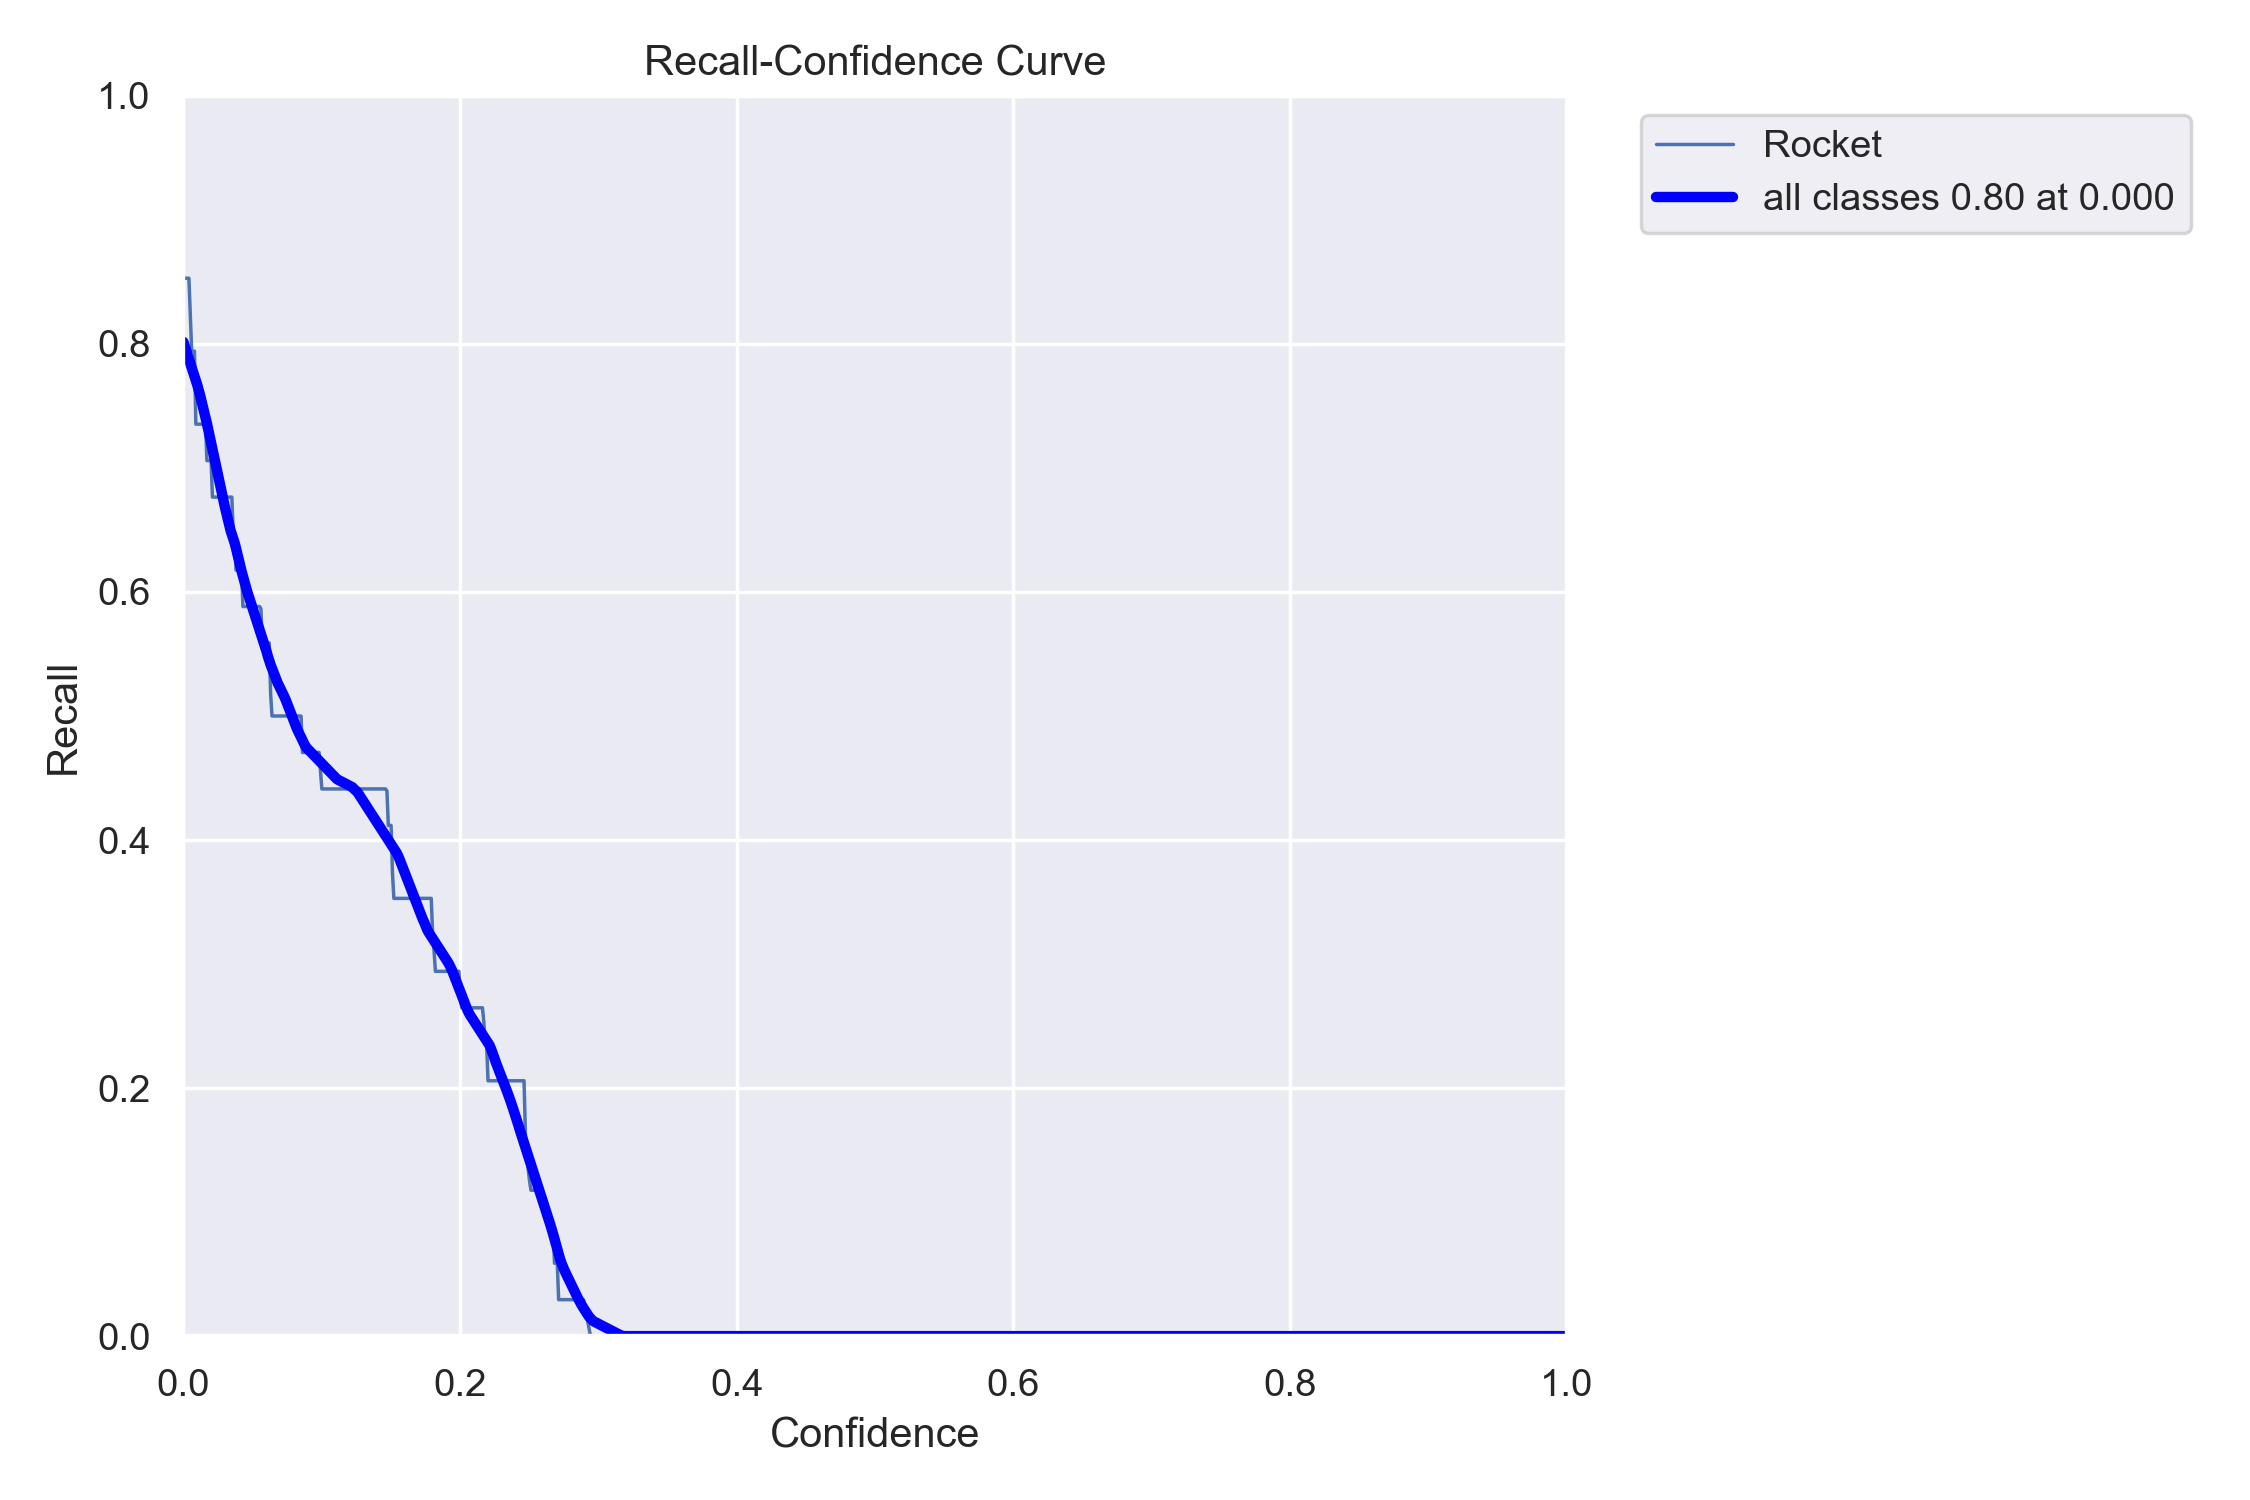 Recall-Confidence Curve
1.0
0.8
0.6
0.4
0.2
0.0
Recall
0.0 0.2 0.4 0.6 0.8 1.0
Confidence
Rocket
all classes 0.80 at 0.000